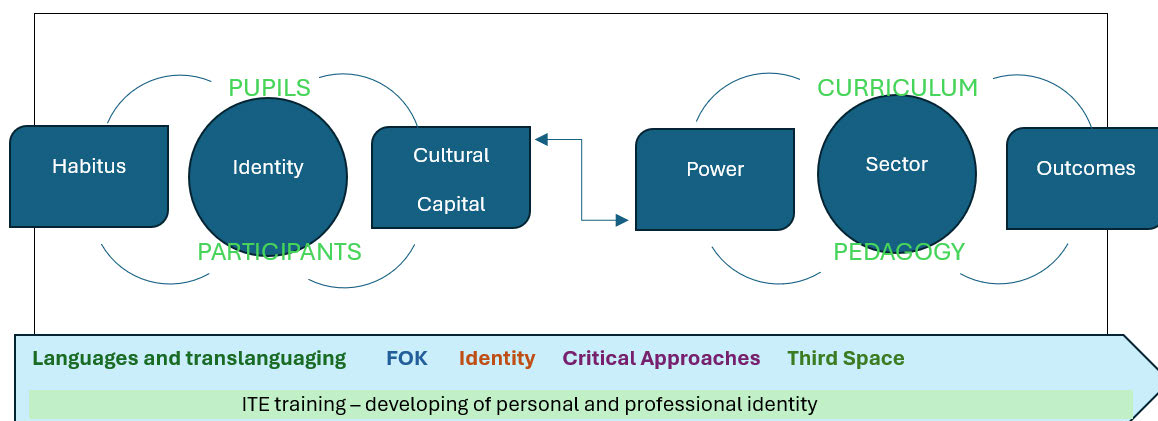 PUPILS
CURRICULUM
Habitus
Identity
Cultural
Capital
Power
Sector
Outcomes
PARTICIPANTS
PEDAGOGY
Languages and translanguaging FOK Identity Critical Approaches Third Space
ITE training – developing of personal and professional identity